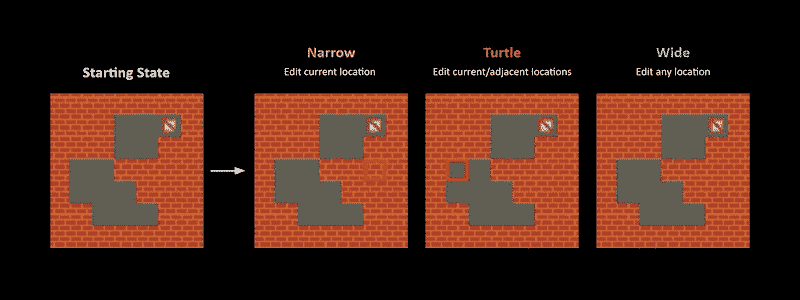 Starting State
Narrow
Edit current location
Turtle
Edit current/adjacent locations
Wide
Edit any location